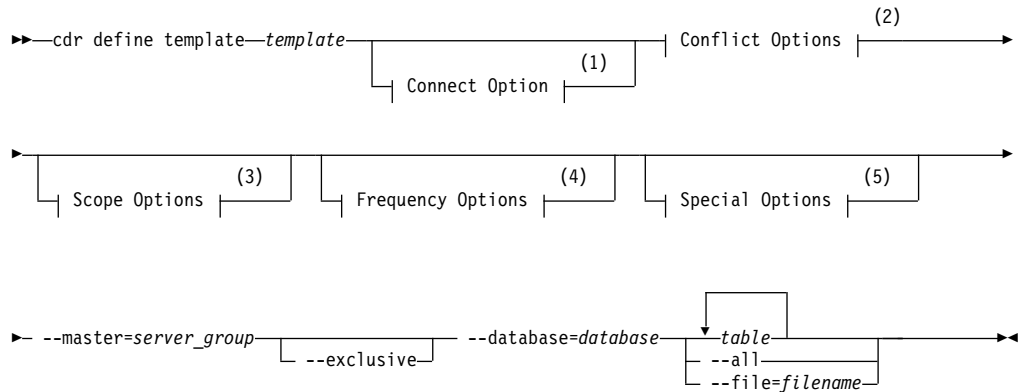 cdr define template template Conflict Options (2)
Connect Option (1)
Scope Options (3) Frequency Options (4) Special Options (5)
--master=server_group --database=database table
--exclusive --all
--file=filename